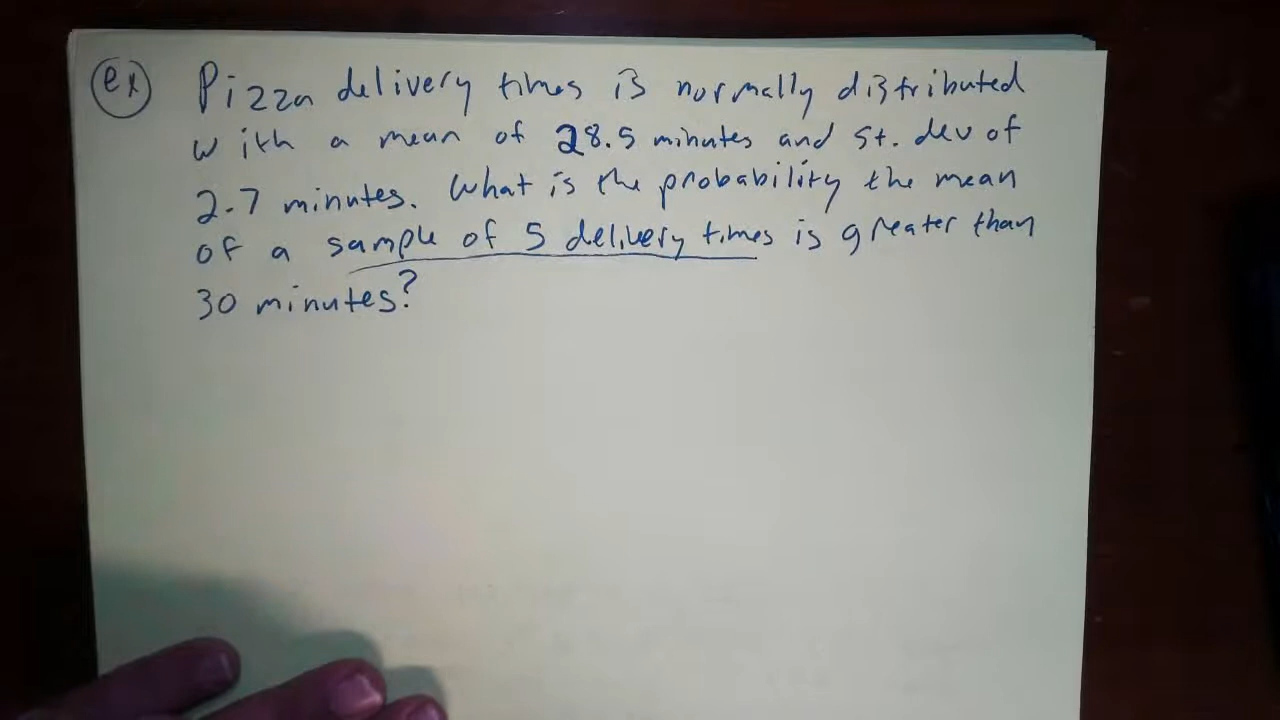 ex Pizza delivery times is normally distributed
with a mean of 28.5 minutes and st. dev of
2.7 minutes. What is the probability the mean
of a sample of 5 delivery times is greater than
30 minutes?